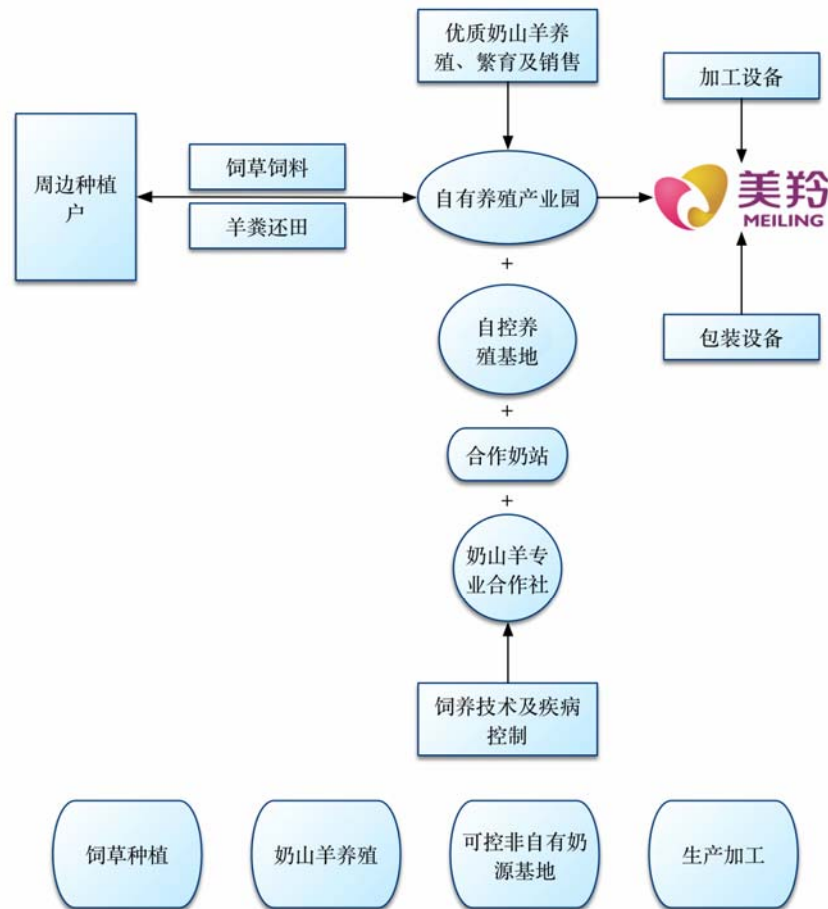 优质奶山羊养
殖、繁育及销售
加工设备
周边种植
户
饲草饲料
羊粪还田
自有养殖产业园
美羚
MEILING
+
自控养
殖基地
包装设备
+
合作奶站
+
奶山羊专
业合作社
饲养技术及疾病
控制
饲草种植
奶山羊养殖
可控非自有奶
源基地
生产加工